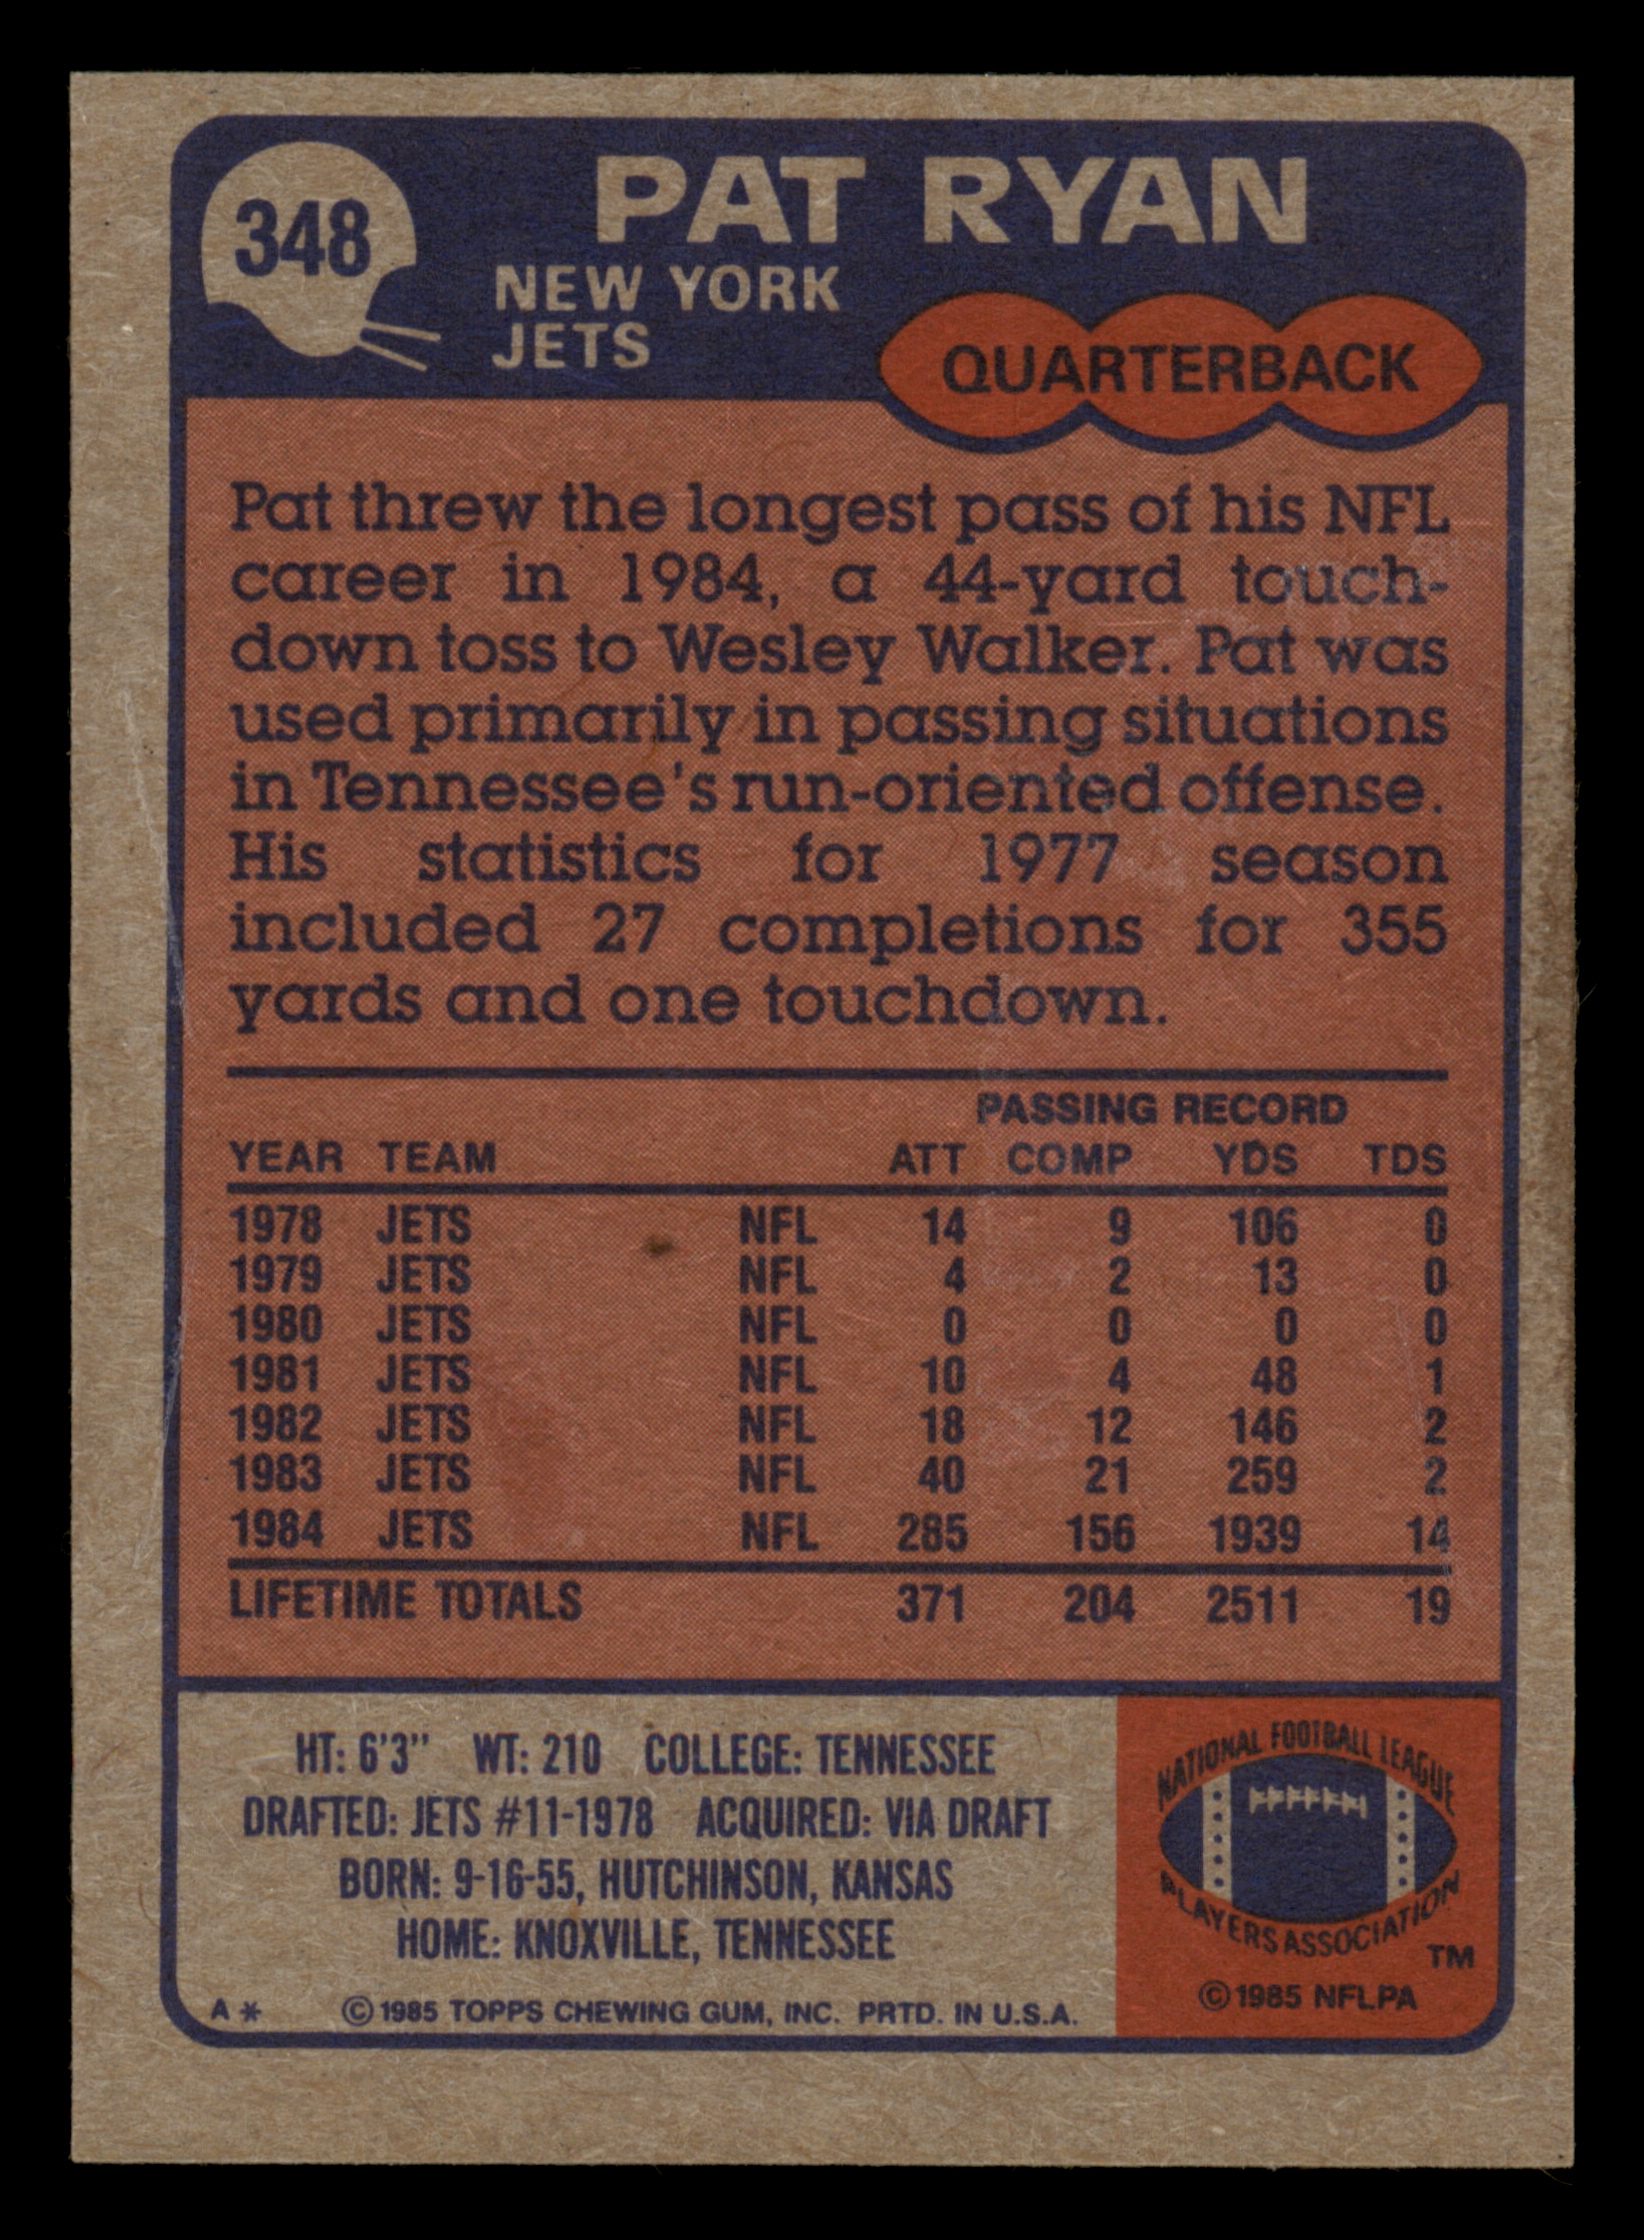 348
PAT RYAN
NEW YORK
JETS
QUARTERBACK
Pat threw the longest pass of his NFL
career in 1984, a 44-yard touch-
down toss to Wesley Walker. Pat was
used primarily in passing situations
in Tennessee's run-oriented offense.
His statistics for 1977 season
included 27 completions for 355
yards and one touchdown.
PASSING RECORD
YEAR TEAM ATT COMP YDS TDS
1978 JETS NFL 14 9 106 0
1979 JETS NFL 4 2 13 0
1980 JETS NFL 0 0 0 0
1981 JETS NFL 10 4 48 1
1982 JETS NFL 18 12 146 2
1983 JETS NFL 40 21 259 2
1984 JETS NFL 285 156 1939 14
LIFETIME TOTALS 371 204 2511 19
HT: 6'3" WT: 210 COLLEGE: TENNESSEE
DRAFTED: JETS #11-1978 ACQUIRED: VIA DRAFT
BORN: 9-16-55, HUTCHINSON, KANSAS
HOME: KNOXVILLE, TENNESSEE
A* © 1985 TOPPS CHEWING GUM, INC. PRTD. IN U.S.A.
NATIONAL FOOTBALL LEAGUE
PLAYERS ASSOCIATION
TM
© 1985 NFLPA